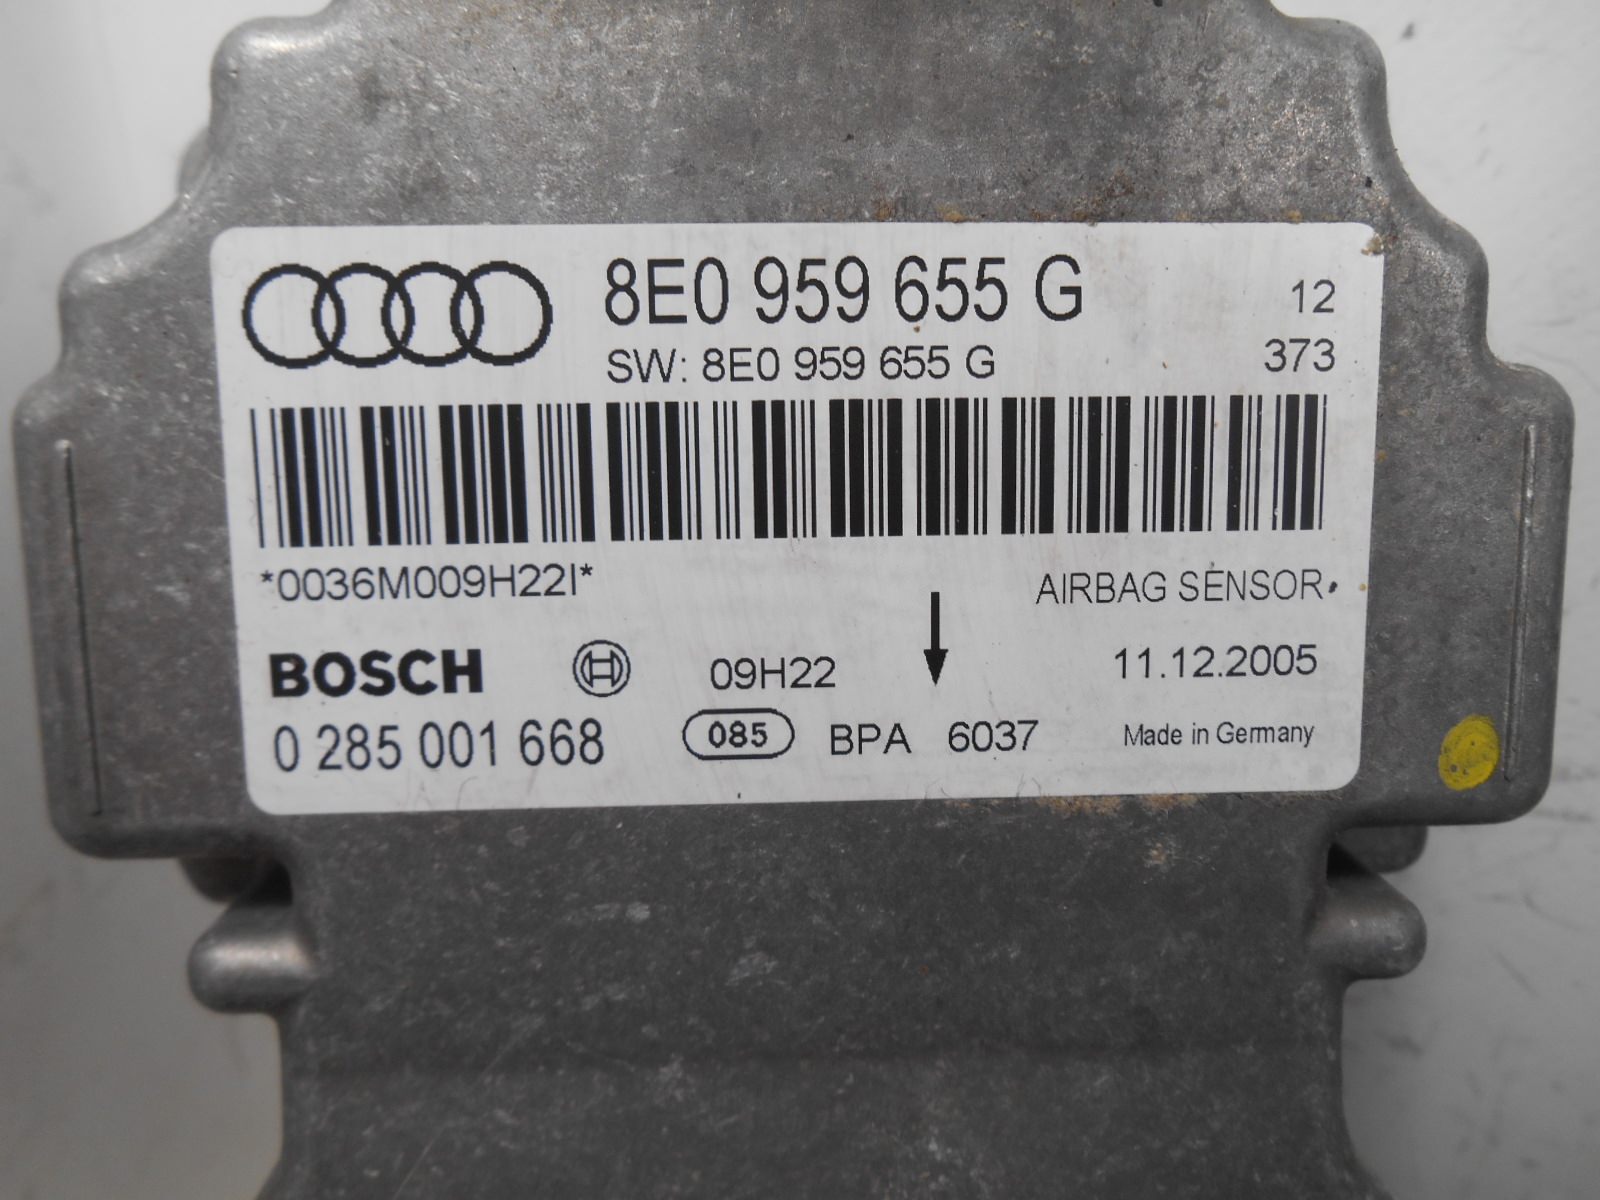 8E0 959 655 G 12
SW: 8E0 959 655 G 373
*0036M009H22I* AIRBAG SENSOR
BOSCH 09H22 11.12.2005
0 285 001 668 085 BPA 6037 Made in Germany